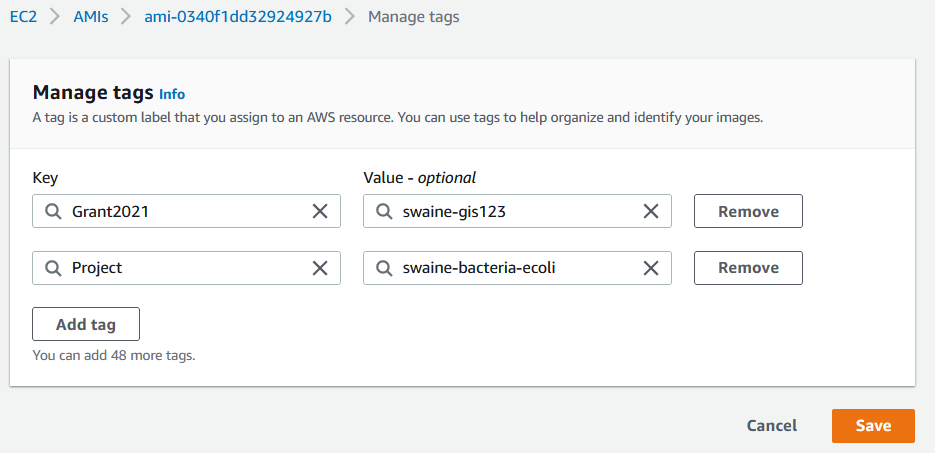 EC2 > AMIs > ami-0340f1dd32924927b > Manage tags
Manage tags Info
A tag is a custom label that you assign to an AWS resource. You can use tags to help organize and identify your images.
Key Value - optional
Grant2021 swaine-gis123 Remove
Project swaine-bacteria-ecoli Remove
Add tag
You can add 48 more tags.
Cancel Save